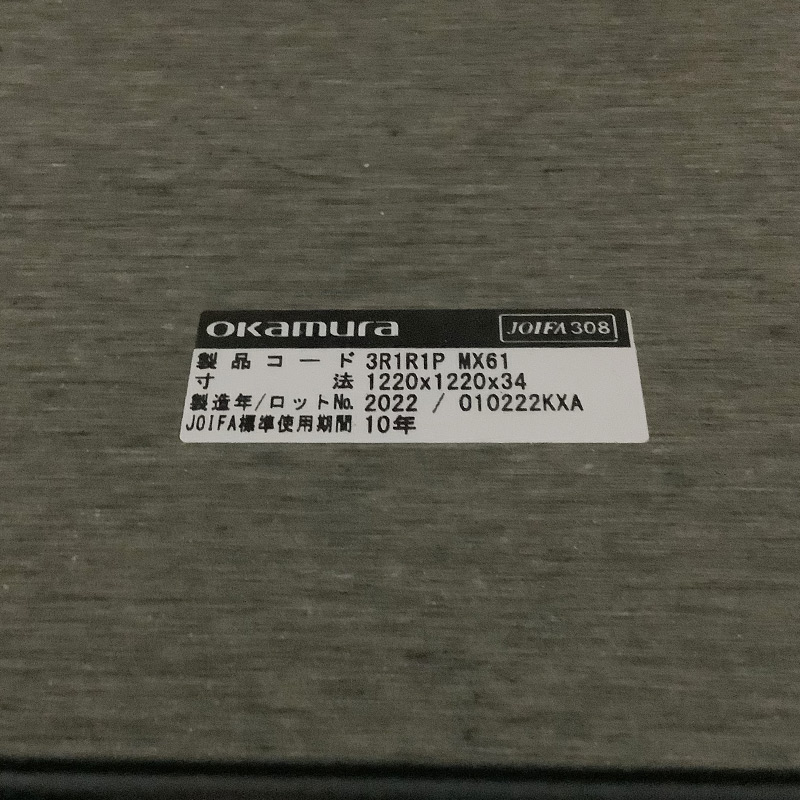 okamura JOIFA 308
製品コード 3R1R1P MX61
寸法 1220x1220x34
製造年/ロットNo. 2022 / 010222KXA
JOIFA標準使用期間 10年